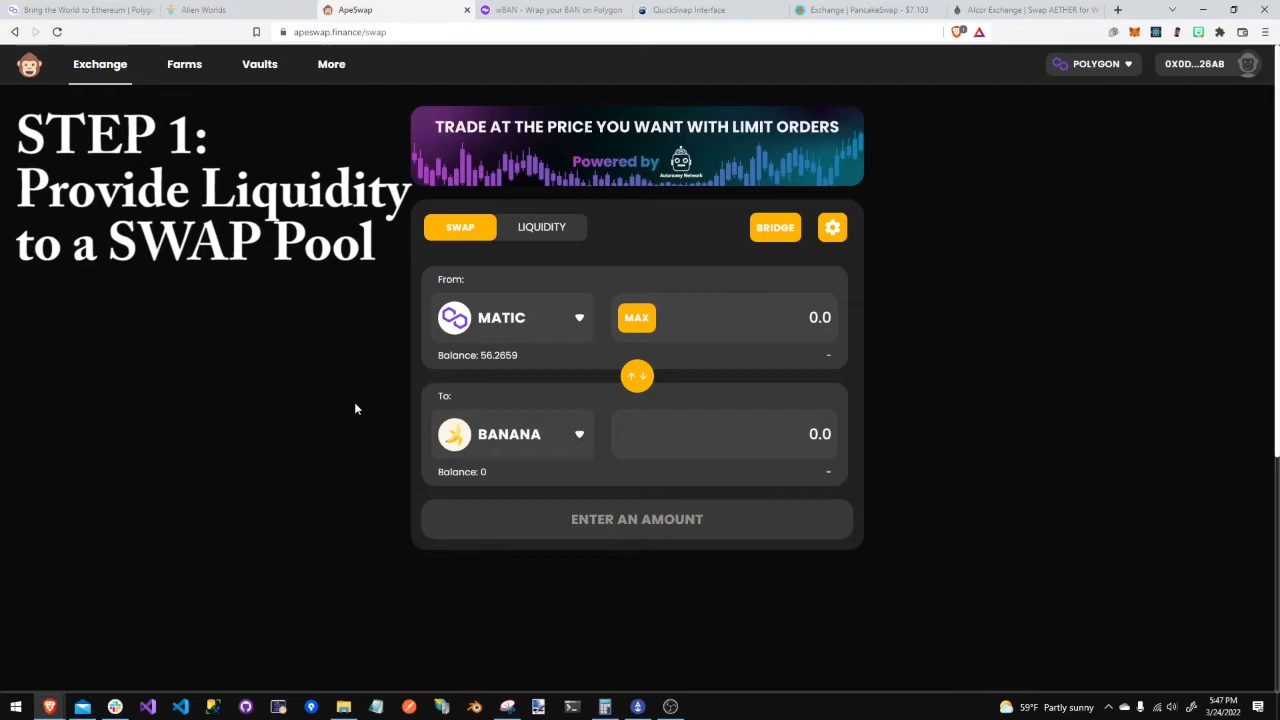 Bring the World to Ethereum | Polygo
Alien Worlds
ApeSwap
wBAN - Wrap your BAN on Polygon
QuickSwap Interface
Exchange | PancakeSwap - $7.103
Alcor Exchange | Swap AETHER for W
apeswap.finance/swap
Exchange
Farms
Vaults
More
POLYGON
0X0D...26AB
STEP 1:
Provide Liquidity
to a SWAP Pool
TRADE AT THE PRICE YOU WANT WITH LIMIT ORDERS
Powered by
Autonomy Network
SWAP
LIQUIDITY
BRIDGE
From:
MATIC
MAX
0.0
Balance: 56.2659
-
To:
BANANA
0.0
Balance: 0
-
ENTER AN AMOUNT
59°F Partly sunny
5:47 PM
3/24/2022